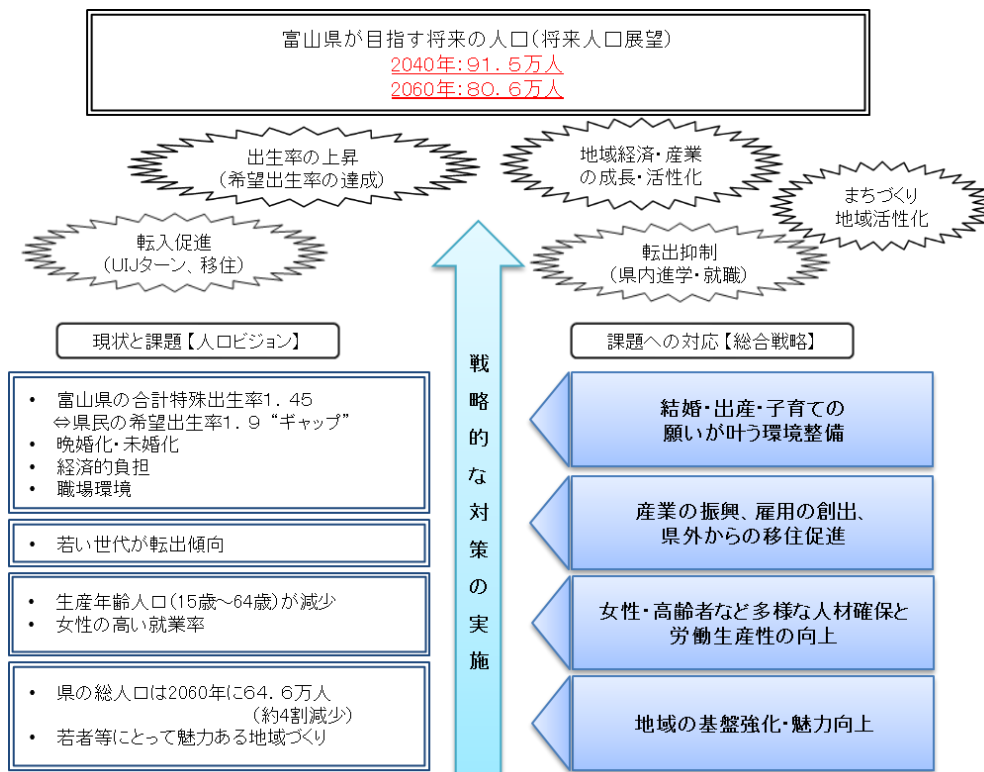 富山県が目指す将来の人口(将来人口展望)
2040年:91.5万人
2060年:80.6万人
出生率の上昇
(希望出生率の達成)
地域経済・産業
の成長・活性化
まちづくり
地域活性化
転入促進
(UIJターン、移住)
転出抑制
(県内進学・就職)
現状と課題【人口ビジョン】
課題への対応【総合戦略】
戦略的な対策の実施
• 富山県の合計特殊出生率1.45
⇔県民の希望出生率1.9 “ギャップ”
• 晩婚化・未婚化
• 経済的負担
• 職場環境
結婚・出産・子育ての
願いが叶う環境整備
• 若い世代が転出傾向
産業の振興、雇用の創出、
県外からの移住促進
• 生産年齢人口(15歳~64歳)が減少
• 女性の高い就業率
女性・高齢者など多様な人材確保と
労働生産性の向上
• 県の総人口は2060年に64.6万人
(約4割減少)
• 若者等にとって魅力ある地域づくり
地域の基盤強化・魅力向上